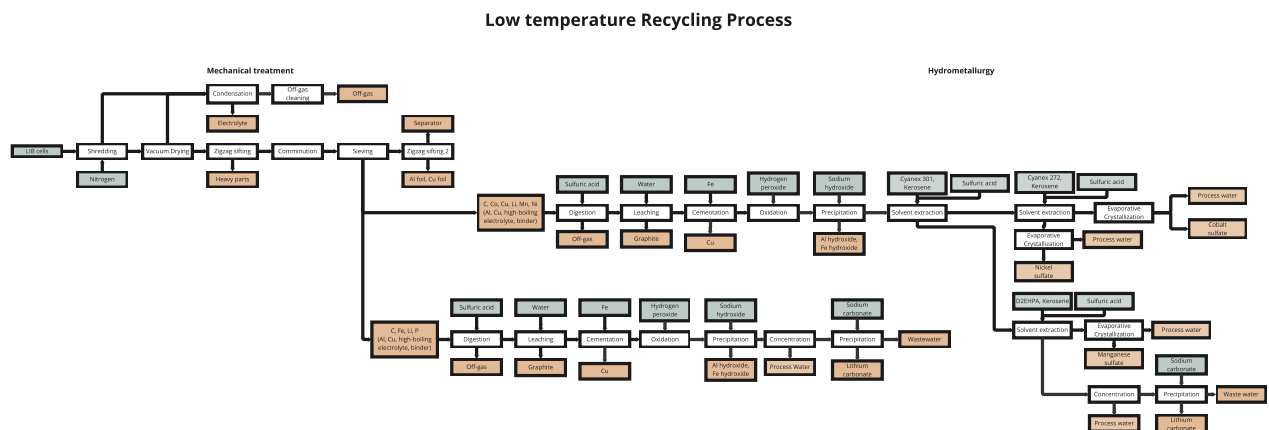 Low temperature Recycling Process
Mechanical treatment
Hydrometallurgy
Condensation
Off-gas
cleaning
Off-gas
Electrolyte
Separator
LiB cells
Shredding
Vacuum Drying
Zigzag sifting
Comminution
Sieving
Zigzag sifting 2
Nitrogen
Heavy parts
Al foil, Cu foil
Sulfuric acid
Water
Fe
Hydrogen
peroxide
Sodium
hydroxide
Cyanex 301,
Kerosene
Sulfuric acid
Cyanex 272,
Kerosene
Sulfuric acid
Process water
C, Co, Cu, Li, Mn, Ni
(Al, Cu, high-boiling
electrolyte, binder)
Digestion
Leaching
Cementation
Oxidation
Precipitation
Solvent extraction
Solvent extraction
Evaporative
Crystallization
Cobalt
sulfate
Off-gas
Graphite
Cu
Al hydroxide,
Fe hydroxide
Evaporative
Crystallization
Process water
Nickel
sulfate
Sulfuric acid
Water
Fe
Hydrogen
peroxide
Sodium
hydroxide
Sodium
carbonate
D2EHPA, Kerosene
Sulfuric acid
C, Fe, Li, P
(Al, Cu, high-boiling
electrolyte, binder)
Digestion
Leaching
Cementation
Oxidation
Precipitation
Concentration
Precipitation
Wastewater
Solvent extraction
Evaporative
Crystallization
Process water
Off-gas
Graphite
Cu
Al hydroxide,
Fe hydroxide
Process Water
Lithium
carbonate
Manganese
sulfate
Sodium
carbonate
Concentration
Precipitation
Waste water
Process water
Lithium
carbonate